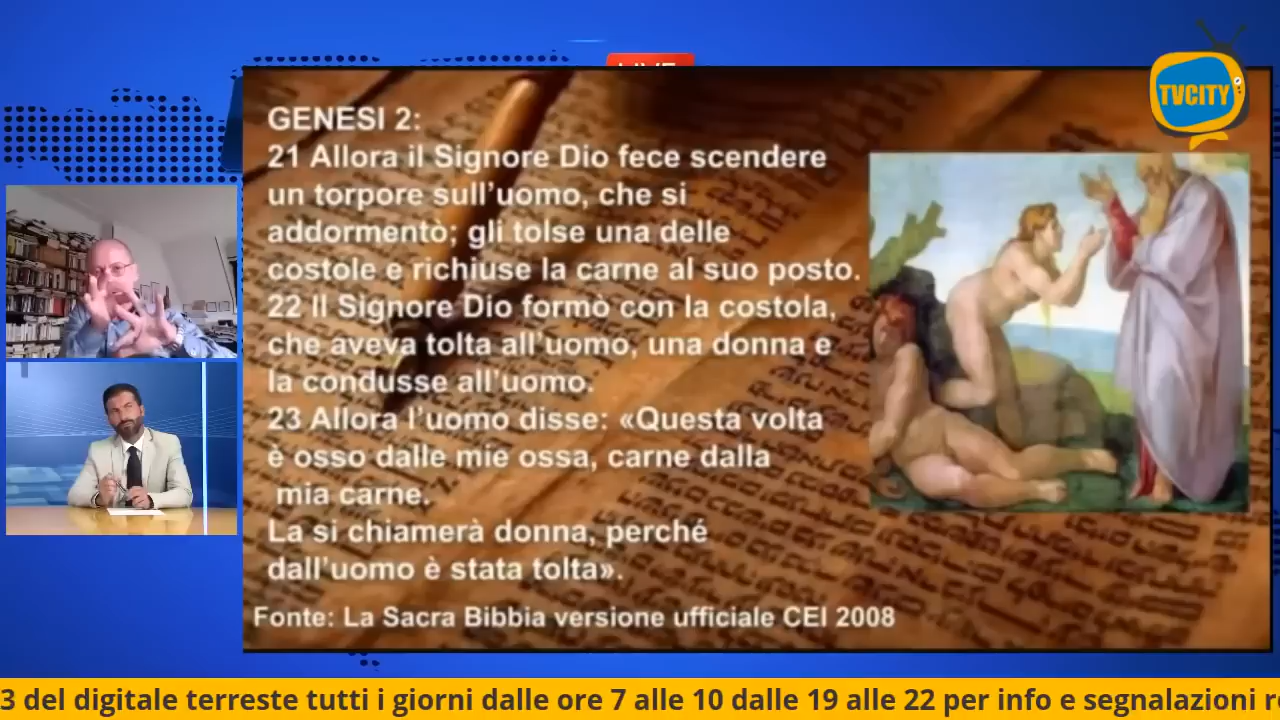 LIVE
TVCITY
GENESI 2:
21 Allora il Signore Dio fece scendere
un torpore sull'uomo, che si
addormentò; gli tolse una delle
costole e richiuse la carne al suo posto.
22 Il Signore Dio formò con la costola,
che aveva tolta all'uomo, una donna e
la condusse all'uomo.
23 Allora l'uomo disse: «Questa volta
è osso dalle mie ossa, carne dalla
mia carne.
La si chiamerà donna, perché
dall'uomo è stata tolta».
Fonte: La Sacra Bibbia versione ufficiale CEI 2008
3 del digitale terreste tutti i giorni dalle ore 7 alle 10 dalle 19 alle 22 per info e segnalazioni